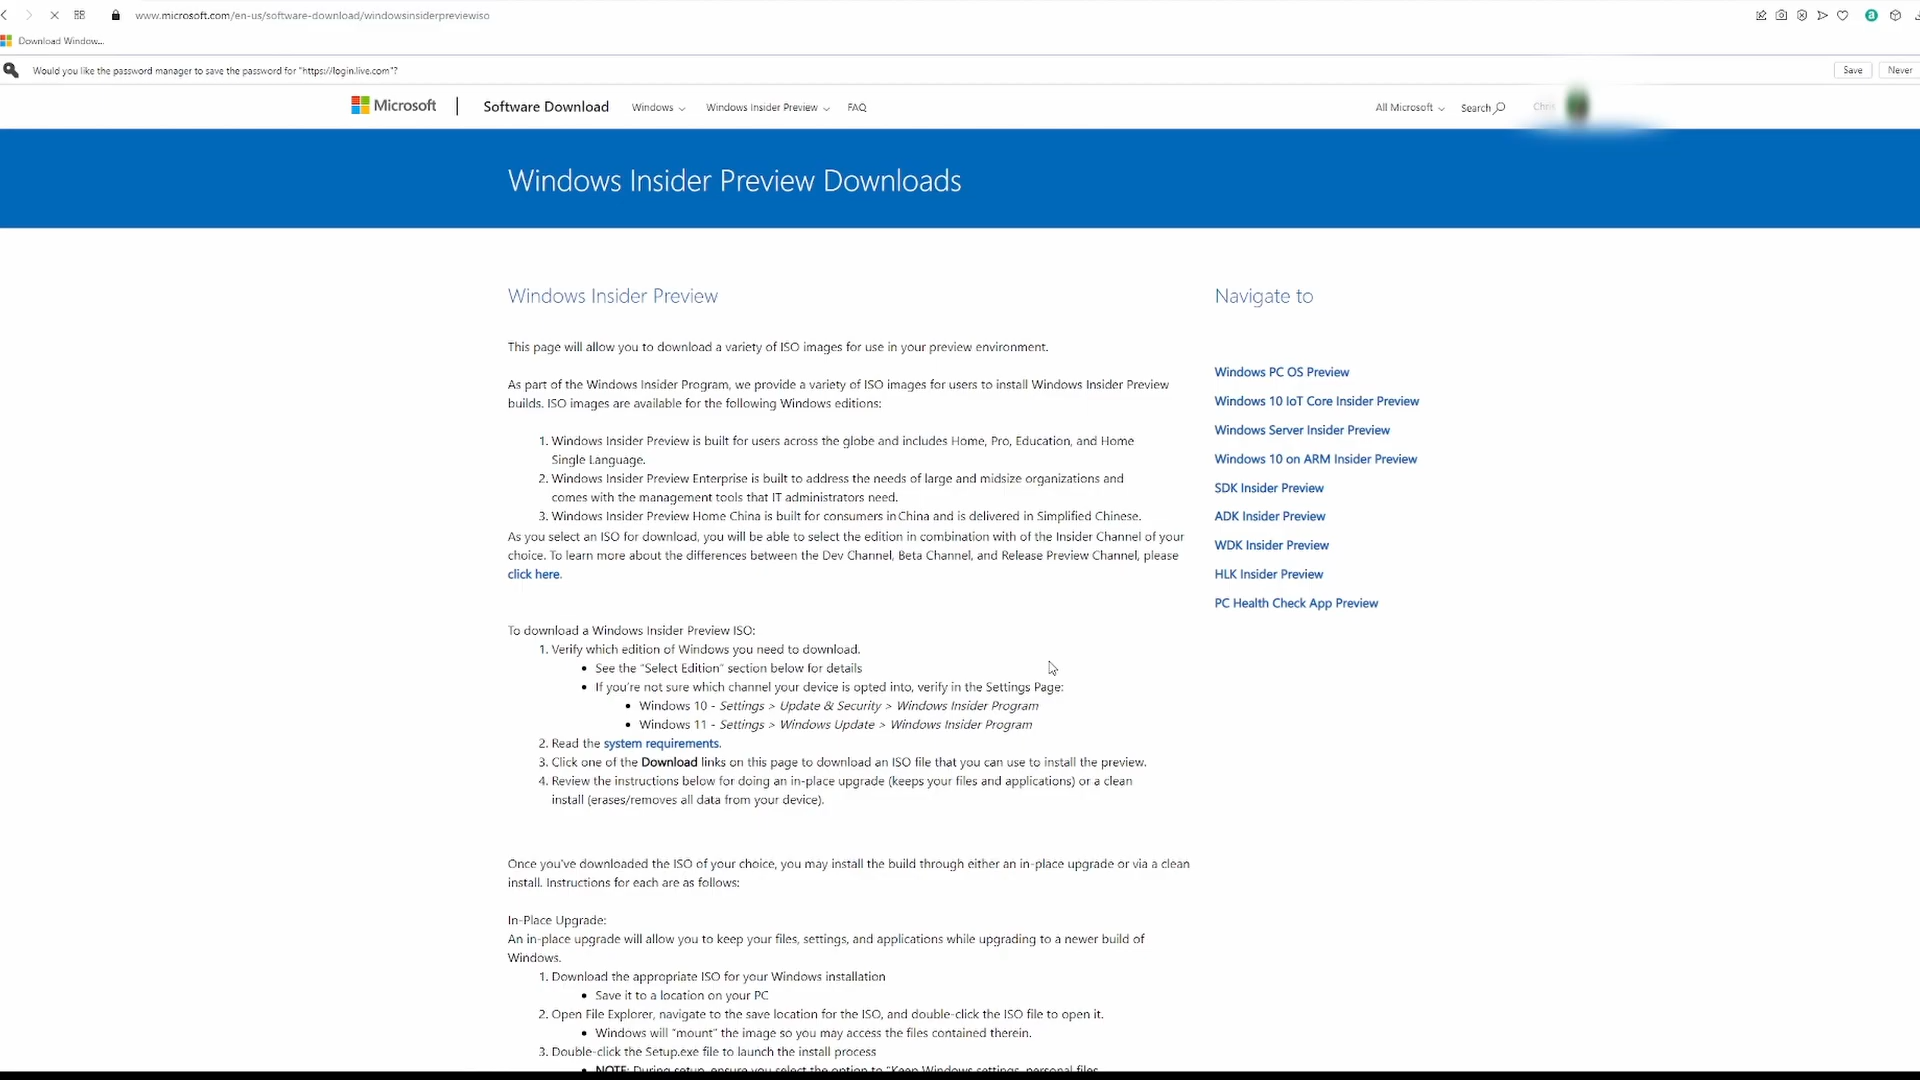 www.microsoft.com/en-us/software-download/windowsinsiderpreviewiso
Download Window...
Would you like the password manager to save the password for "https://login.live.com"?
Save
Never
Microsoft
Software Download
Windows
Windows Insider Preview
FAQ
All Microsoft
Search
Chris
a
Windows Insider Preview Downloads
Windows Insider Preview
Navigate to
This page will allow you to download a variety of ISO images for use in your preview environment.
As part of the Windows Insider Program, we provide a variety of ISO images for users to install Windows Insider Preview
builds. ISO images are available for the following Windows editions:
1. Windows Insider Preview is built for users across the globe and includes Home, Pro, Education, and Home
Single Language.
2. Windows Insider Preview Enterprise is built to address the needs of large and midsize organizations and
comes with the management tools that IT administrators need.
3. Windows Insider Preview Home China is built for consumers in China and is delivered in Simplified Chinese.
As you select an ISO for download, you will be able to select the edition in combination with of the Insider Channel of your
choice. To learn more about the differences between the Dev Channel, Beta Channel, and Release Preview Channel, please
click here.
To download a Windows Insider Preview ISO:
1. Verify which edition of Windows you need to download.
• See the "Select Edition" section below for details
• If you're not sure which channel your device is opted into, verify in the Settings Page:
• Windows 10 - Settings > Update & Security > Windows Insider Program
• Windows 11 - Settings > Windows Update > Windows Insider Program
2. Read the system requirements.
3. Click one of the Download links on this page to download an ISO file that you can use to install the preview.
4. Review the instructions below for doing an in-place upgrade (keeps your files and applications) or a clean
install (erases/removes all data from your device).
Once you've downloaded the ISO of your choice, you may install the build through either an in-place upgrade or via a clean
install. Instructions for each are as follows:
In-Place Upgrade:
An in-place upgrade will allow you to keep your files, settings, and applications while upgrading to a newer build of
Windows.
1. Download the appropriate ISO for your Windows installation
• Save it to a location on your PC
2. Open File Explorer, navigate to the save location for the ISO, and double-click the ISO file to open it.
• Windows will "mount" the image so you may access the files contained therein.
3. Double-click the Setup.exe file to launch the install process
• NOTE: During setup, ensure you select the option to "Keep Windows settings, personal files,
Windows PC OS Preview
Windows 10 IoT Core Insider Preview
Windows Server Insider Preview
Windows 10 on ARM Insider Preview
SDK Insider Preview
ADK Insider Preview
WDK Insider Preview
HLK Insider Preview
PC Health Check App Preview